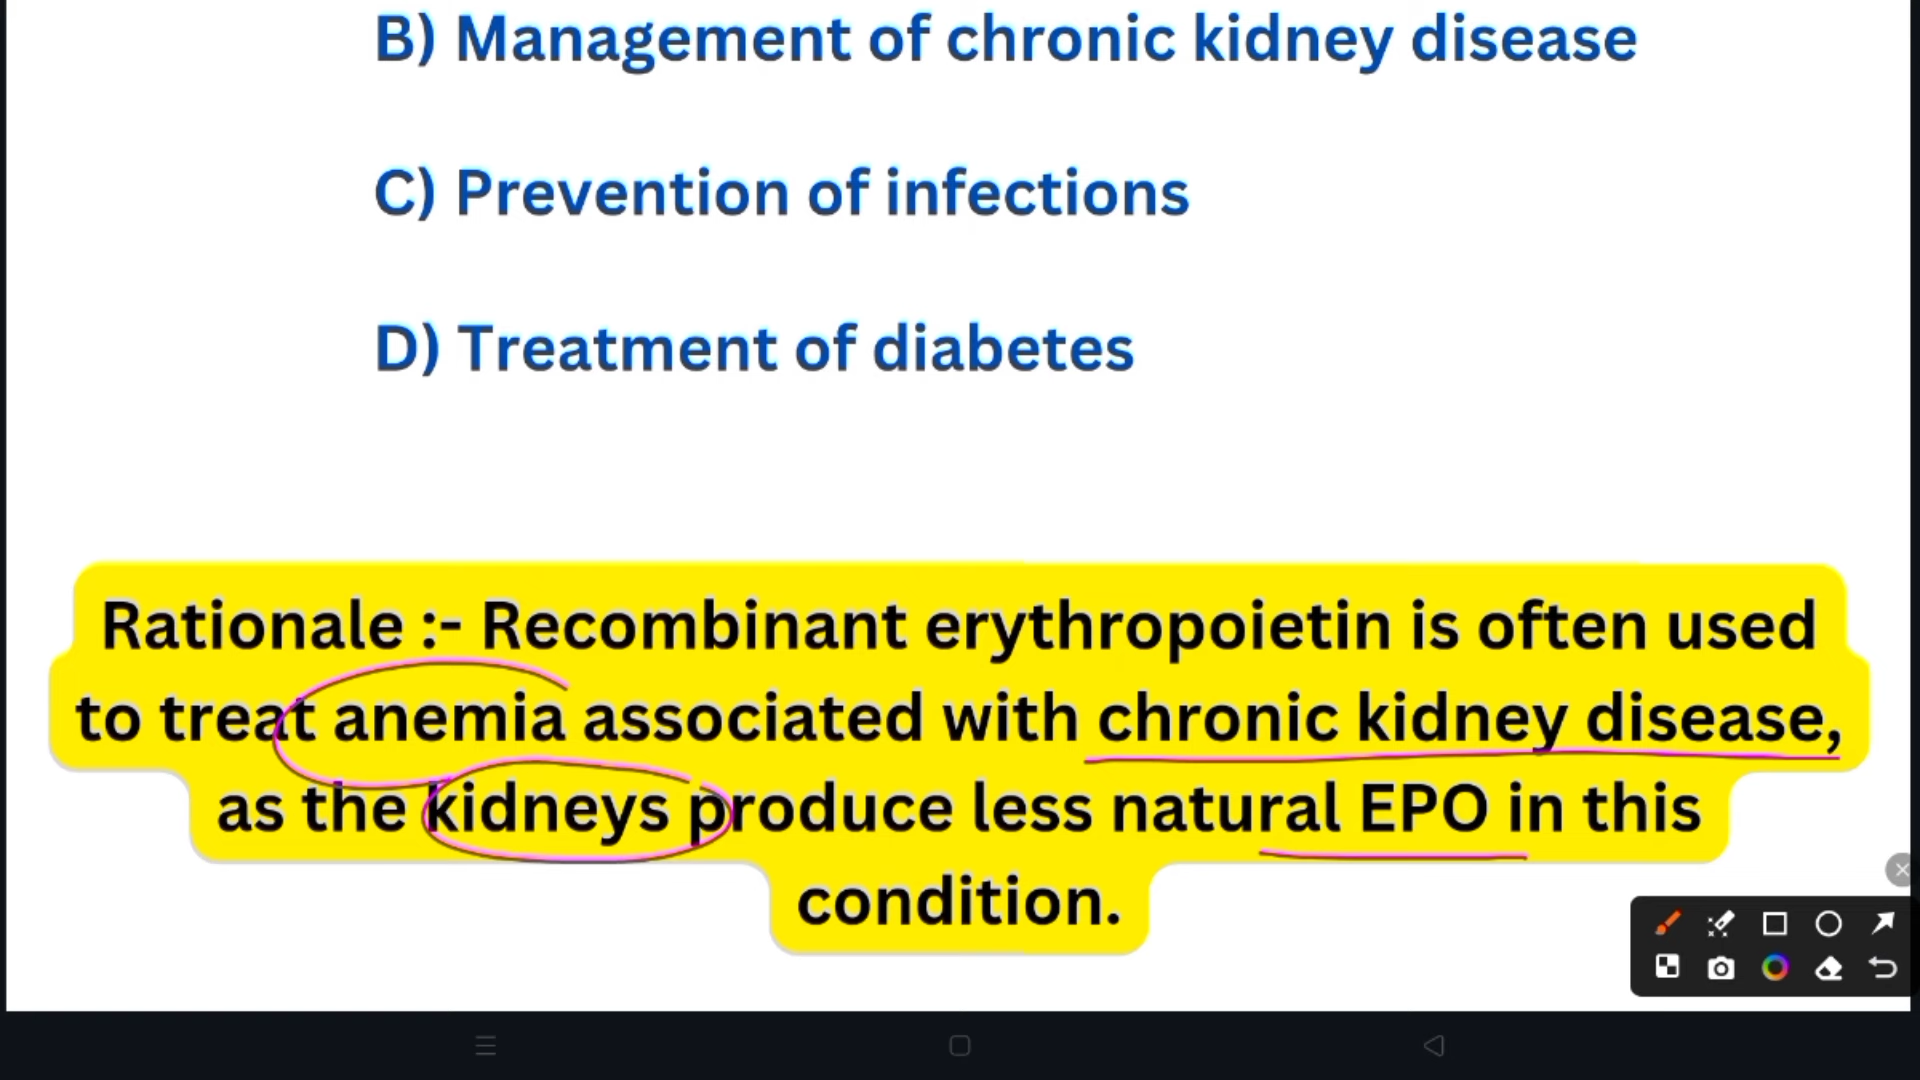 B) Management of chronic kidney disease
C) Prevention of infections
D) Treatment of diabetes
Rationale :- Recombinant erythropoietin is often used
to treat anemia associated with chronic kidney disease,
as the kidneys produce less natural EPO in this
condition.